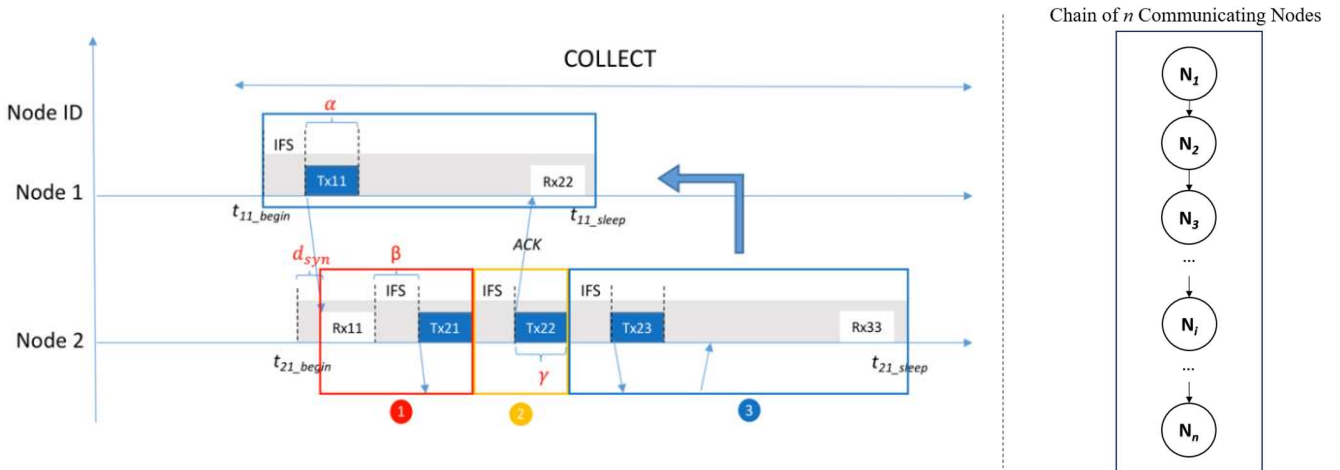 Chain of n Communicating Nodes
COLLECT
Node ID
α
IFS
Tx11
Rx22
Node 1
t11_begin
t11_sleep
ACK
dsyn
β
IFS
IFS
IFS
Rx11
Tx21
Tx22
Tx23
Rx33
Node 2
t21_begin
γ
t21_sleep
1
2
3
N1
N2
N3
...
Ni
...
Nn